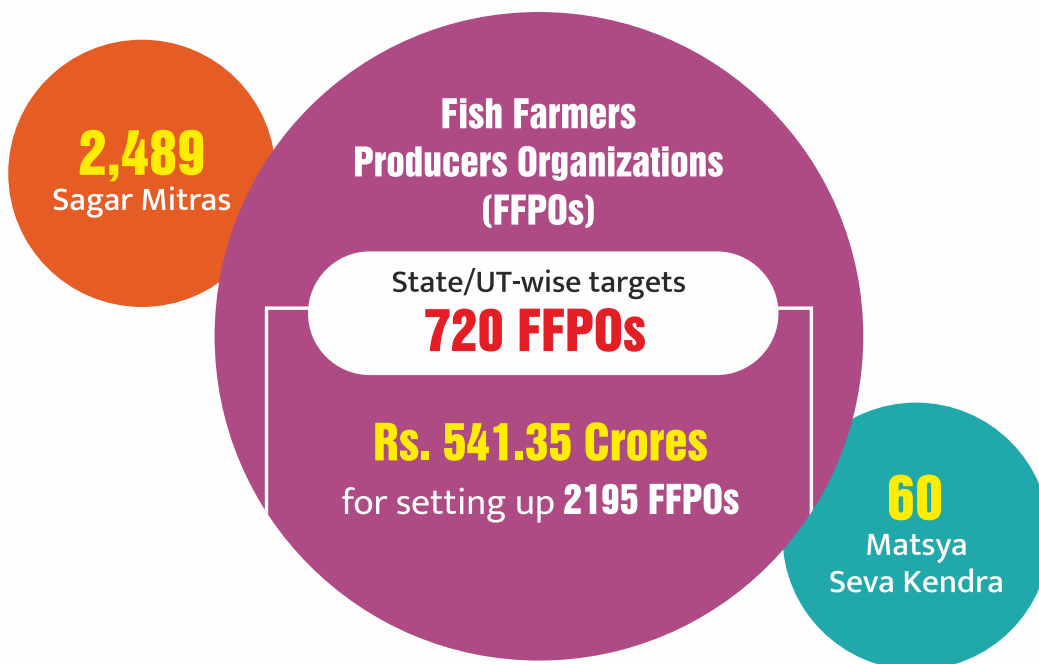 2,489
Sagar Mitras
Fish Farmers
Producers Organizations
(FFPOs)
State/UT-wise targets
720 FFPOs
Rs. 541.35 Crores
for setting up 2195 FFPOs
60
Matsya
Seva Kendra